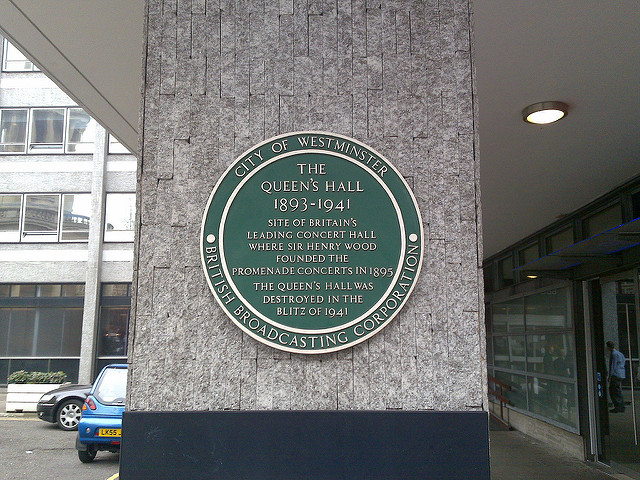 CITY OF WESTMINSTER
THE
QUEEN'S HALL
1893-1941
SITE OF BRITAIN'S
LEADING CONCERT HALL
WHERE SIR HENRY WOOD
FOUNDED THE
PROMENADE CONCERTS IN 1895
THE QUEEN'S HALL WAS
DESTROYED IN THE
BLITZ OF 1941
BRITISH BROADCASTING CORPORATION
LK55